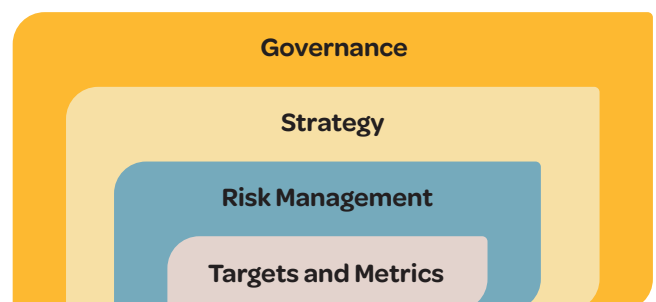 Governance
Strategy
Risk Management
Targets and Metrics